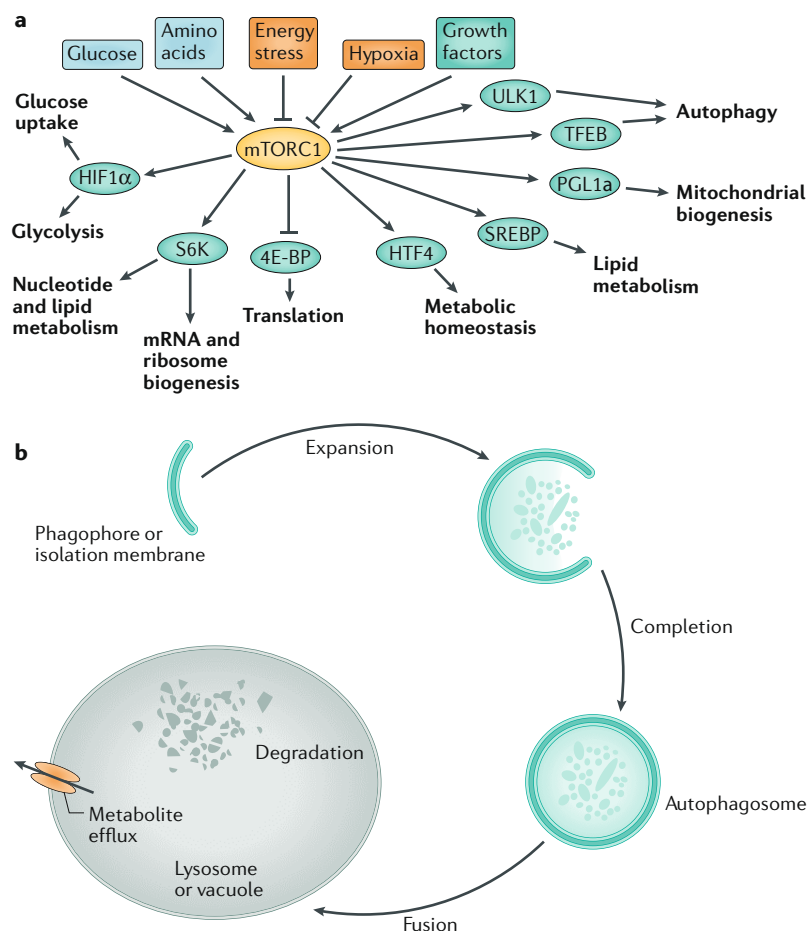 a
Glucose
Amino
acids
Energy
stress
Hypoxia
Growth
factors
Glucose
uptake
mTORC1
ULK1
TFEB
Autophagy
HIF1α
PGL1a
Mitochondrial
biogenesis
Glycolysis
S6K
4E-BP
HTF4
SREBP
Lipid
metabolism
Nucleotide
and lipid
metabolism
mRNA and
ribosome
biogenesis
Translation
Metabolic
homeostasis
b
Expansion
Phagophore or
isolation membrane
Completion
Autophagosome
Degradation
Metabolite
efflux
Lysosome
or vacuole
Fusion